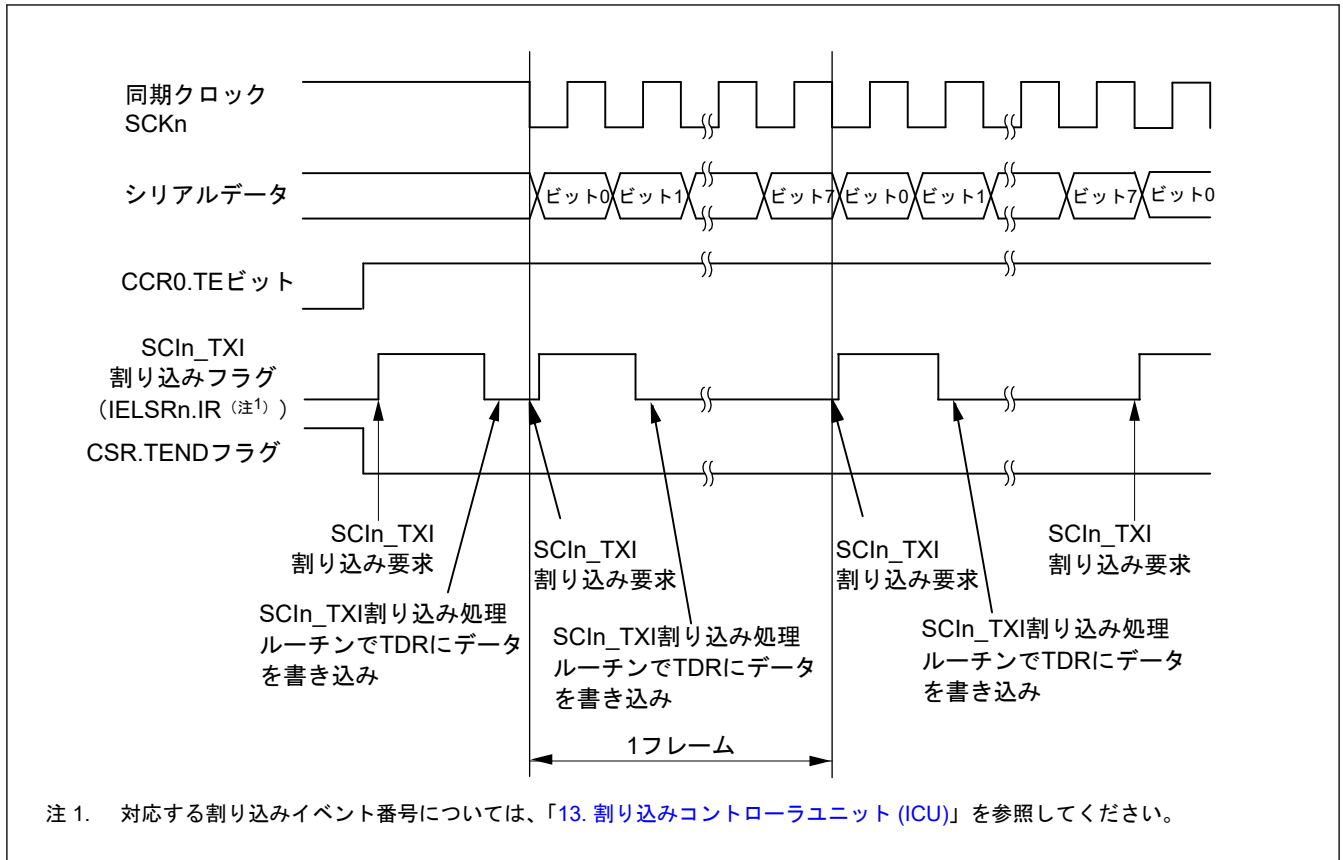 同期クロック
SCKn
シリアルデータ
ビット0
ビット1
ビット7
ビット0
ビット1
ビット7
ビット0
CCR0.TEビット
SCIn_TXI
割り込みフラグ
（IELSRn.IR（注1））
CSR.TENDフラグ
SCIn_TXI
割り込み要求
SCIn_TXI割り込み処理
ルーチンでTDRにデータ
を書き込み
SCIn_TXI
割り込み要求
SCIn_TXI割り込み処理
ルーチンでTDRにデータ
を書き込み
SCIn_TXI
割り込み要求
SCIn_TXI割り込み処理
ルーチンでTDRにデータ
を書き込み
SCIn_TXI
割り込み要求
1フレーム
注 1. 対応する割り込みイベント番号については、「13. 割り込みコントローラユニット (ICU)」を参照してください。